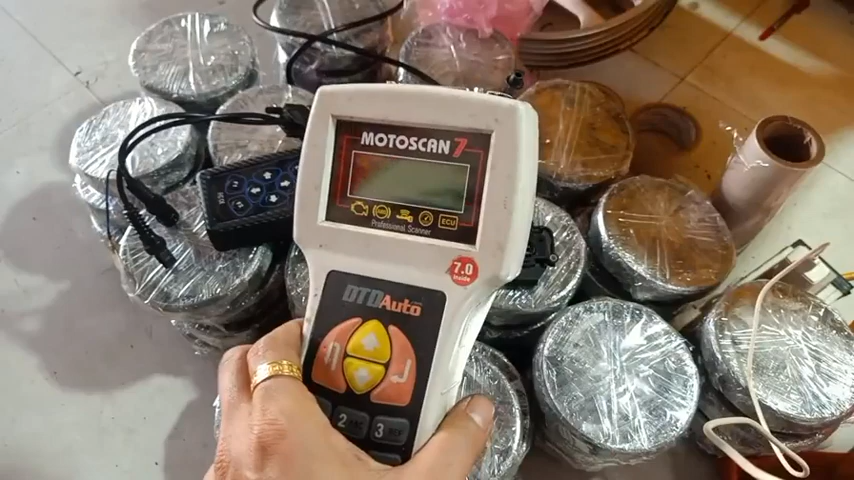 MOTOSCAN 7
ECU
Professional Scanner
7.0
Inside
DTDAuto
2
3